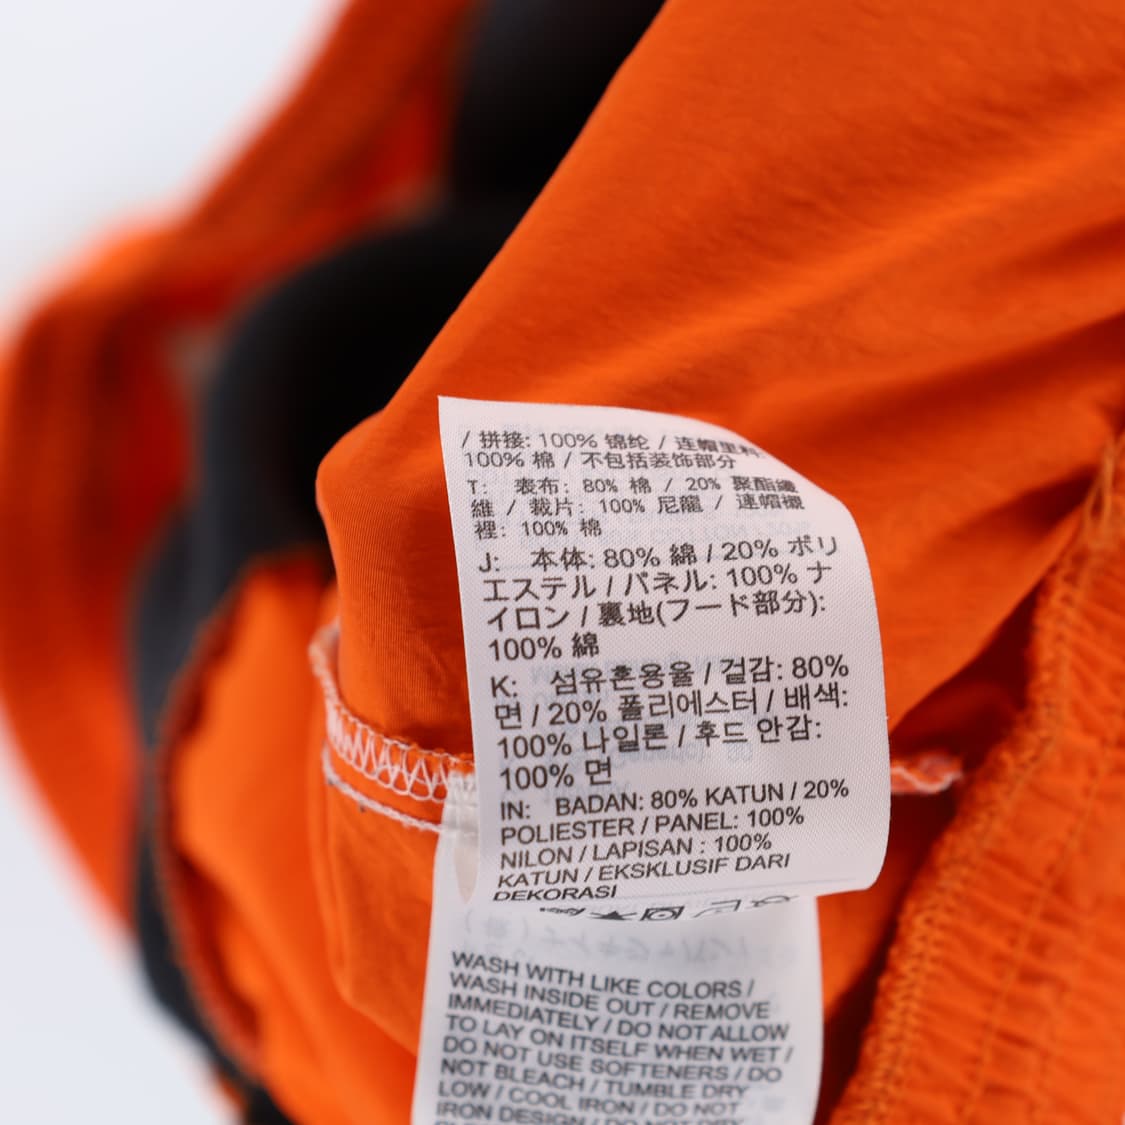 / 拼接: 100% 锦纶 / 连帽里料:
100% 棉 / 不包括装饰部分
T: 表布: 80% 棉 / 20% 聚酯纖
維 / 裁片: 100% 尼龍 / 連帽襯
裡: 100% 棉
J: 本体: 80% 綿 / 20% ポリ
エステル / パネル: 100% ナ
イロン / 裏地(フード部分):
100% 綿
K: 섬유혼용율 / 겉감: 80%
면 / 20% 폴리에스터 / 배색:
100% 나일론 / 후드 안감:
100% 면
IN: BADAN: 80% KATUN / 20%
POLIESTER / PANEL: 100%
NILON / LAPISAN : 100%
KATUN / EKSKLUSIF DARI
DEKORASI
WASH WITH LIKE COLORS /
WASH INSIDE OUT / REMOVE
IMMEDIATELY / DO NOT ALLOW
TO LAY ON ITSELF WHEN WET /
DO NOT USE SOFTENERS / DO
NOT BLEACH / TUMBLE DRY
LOW / COOL IRON / DO NOT
IRON DESIGN / DO NOT DRY